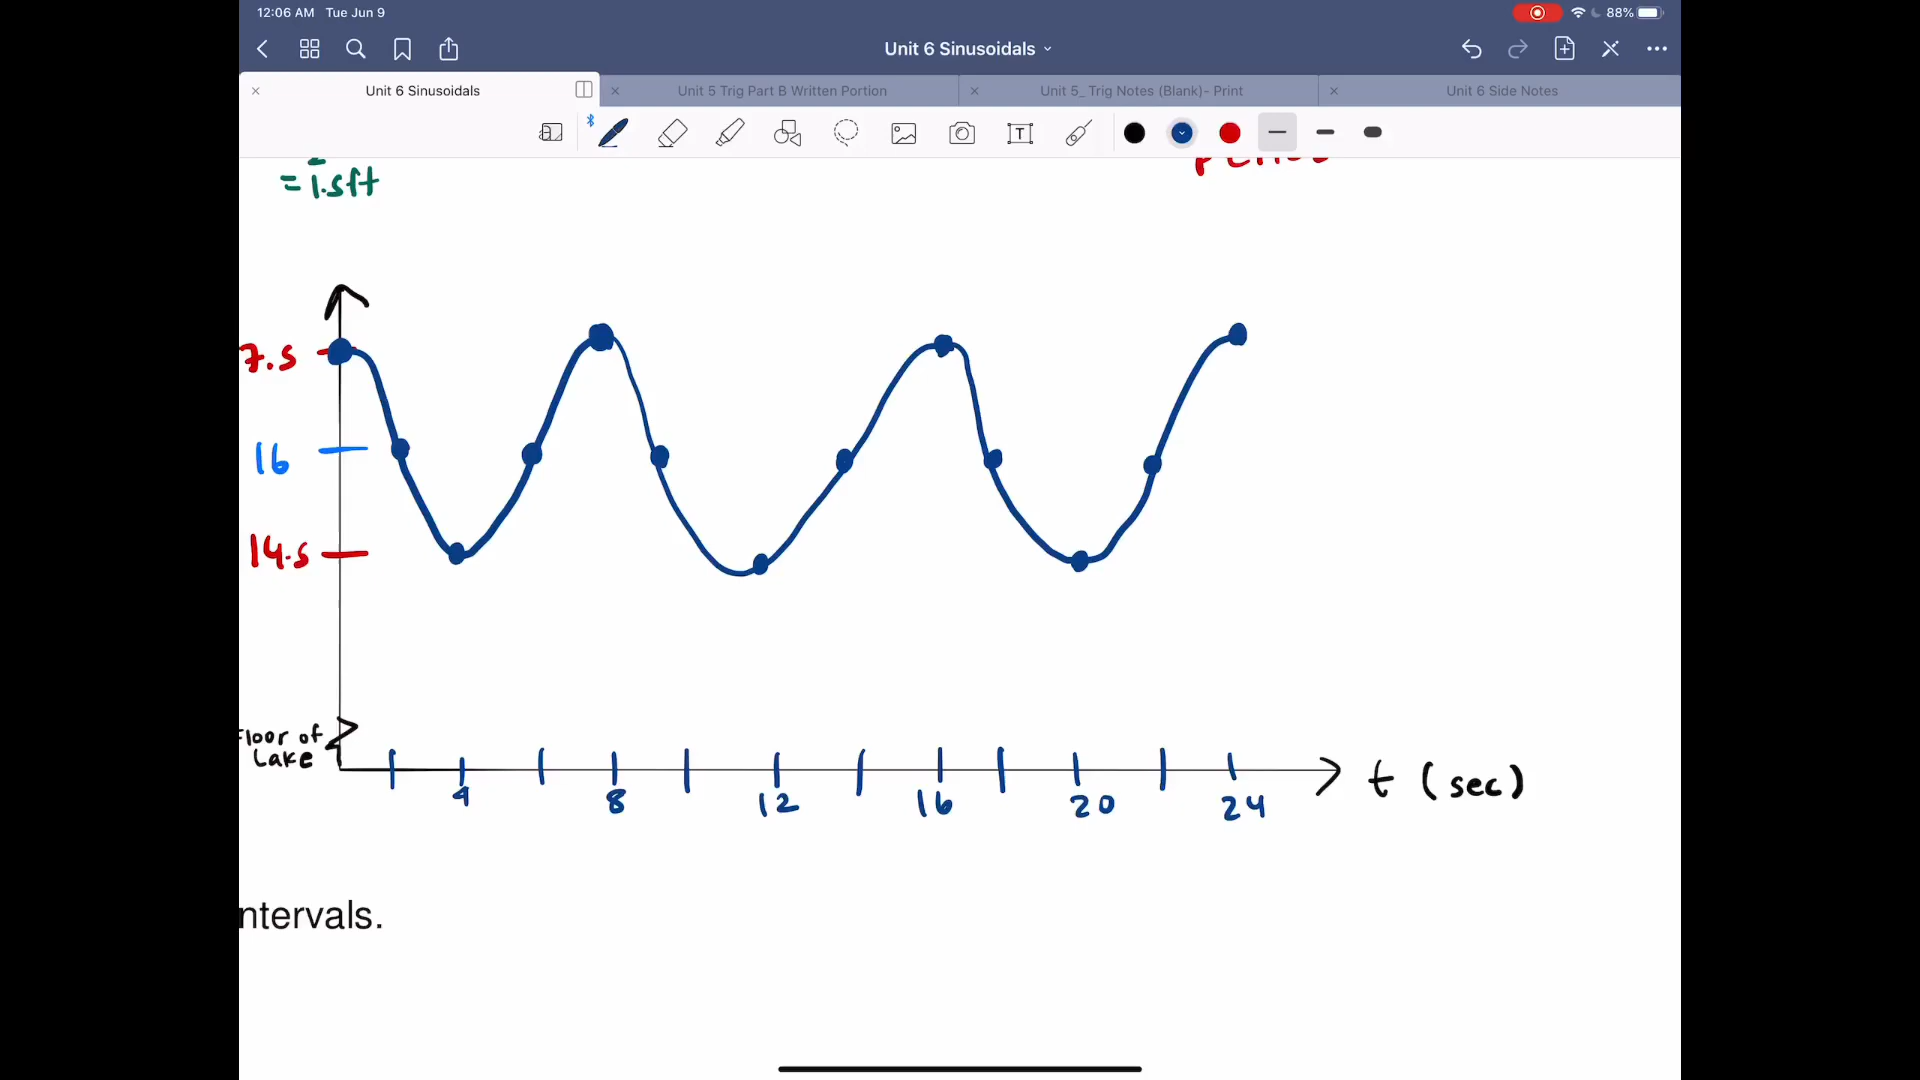 12:06 AM Tue Jun 9
88%
Unit 6 Sinusoidals
Unit 6 Sinusoidals
Unit 5 Trig Part B Written Portion
Unit 5_ Trig Notes (Blank)- Print
Unit 6 Side Notes
= 1.5ft
7.5
16
14.5
Floor of
Lake
4
8
12
16
20
24
t (sec)
ntervals.